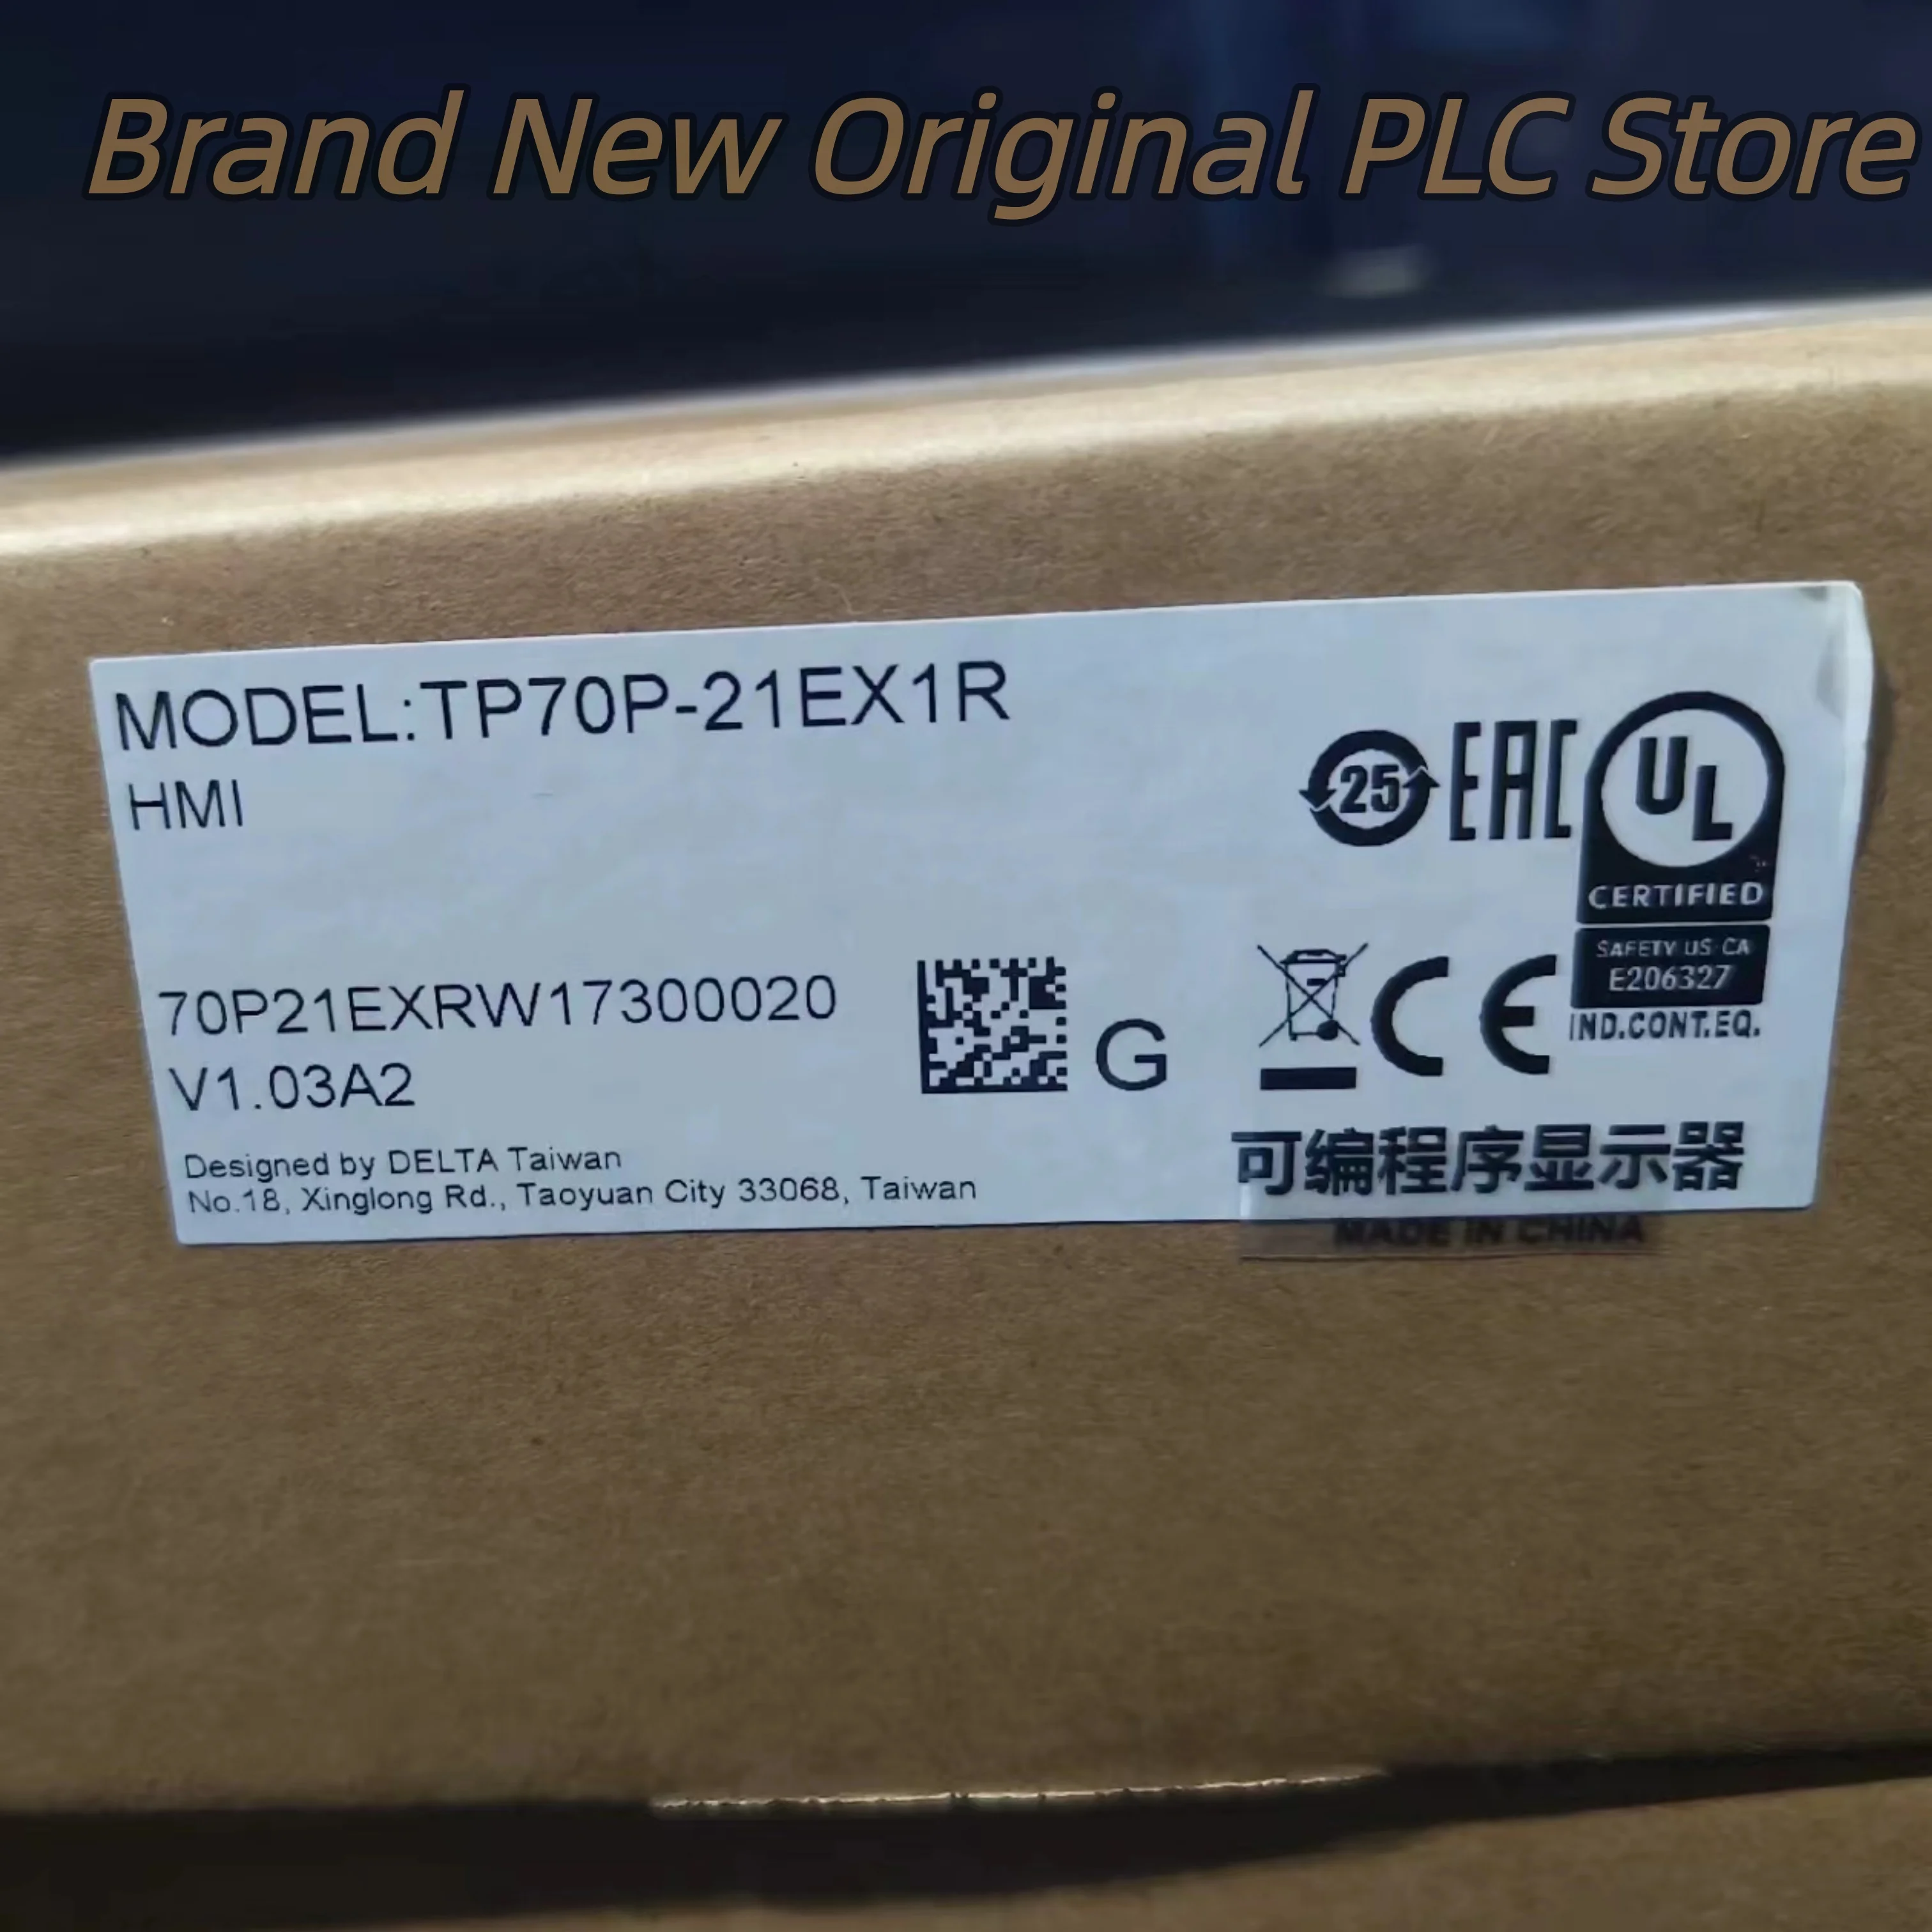 Brand New Original PLC Store
MODEL:TP70P-21EX1R
HMI
25
EAC
UL
CERTIFIED
SAFETY US CA
E206327
IND.CONT.EQ.
70P21EXRW17300020
V1.03A2
G
CE
Designed by DELTA Taiwan
No.18, Xinglong Rd., Taoyuan City 33068, Taiwan
可编程序显示器
MADE IN CHINA